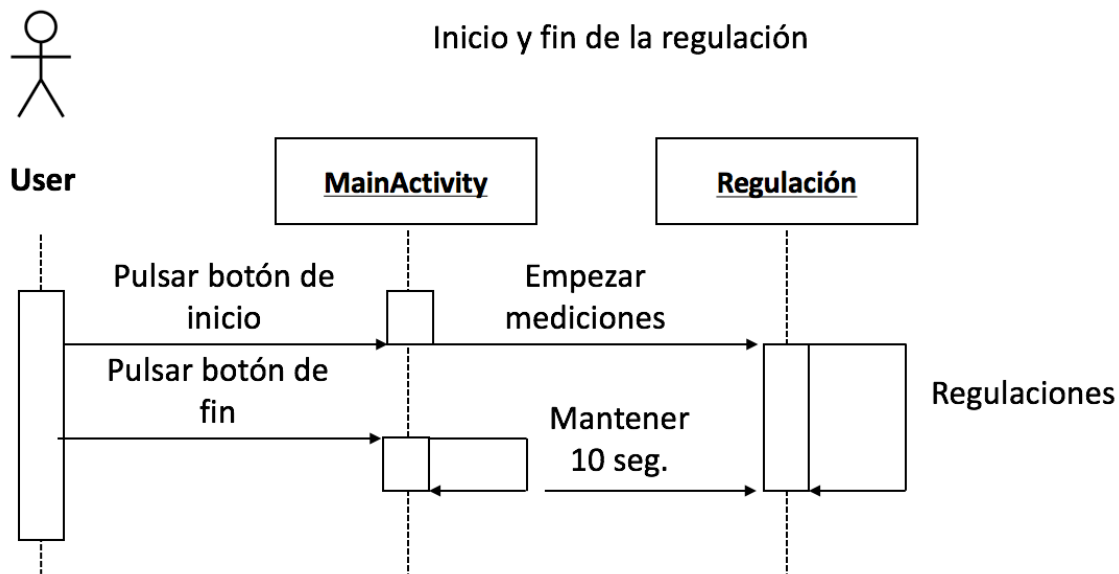 Inicio y fin de la regulación
User
MainActivity
Regulación
Pulsar botón de
inicio
Empezar
mediciones
Pulsar botón de
fin
Mantener
10 seg.
Regulaciones